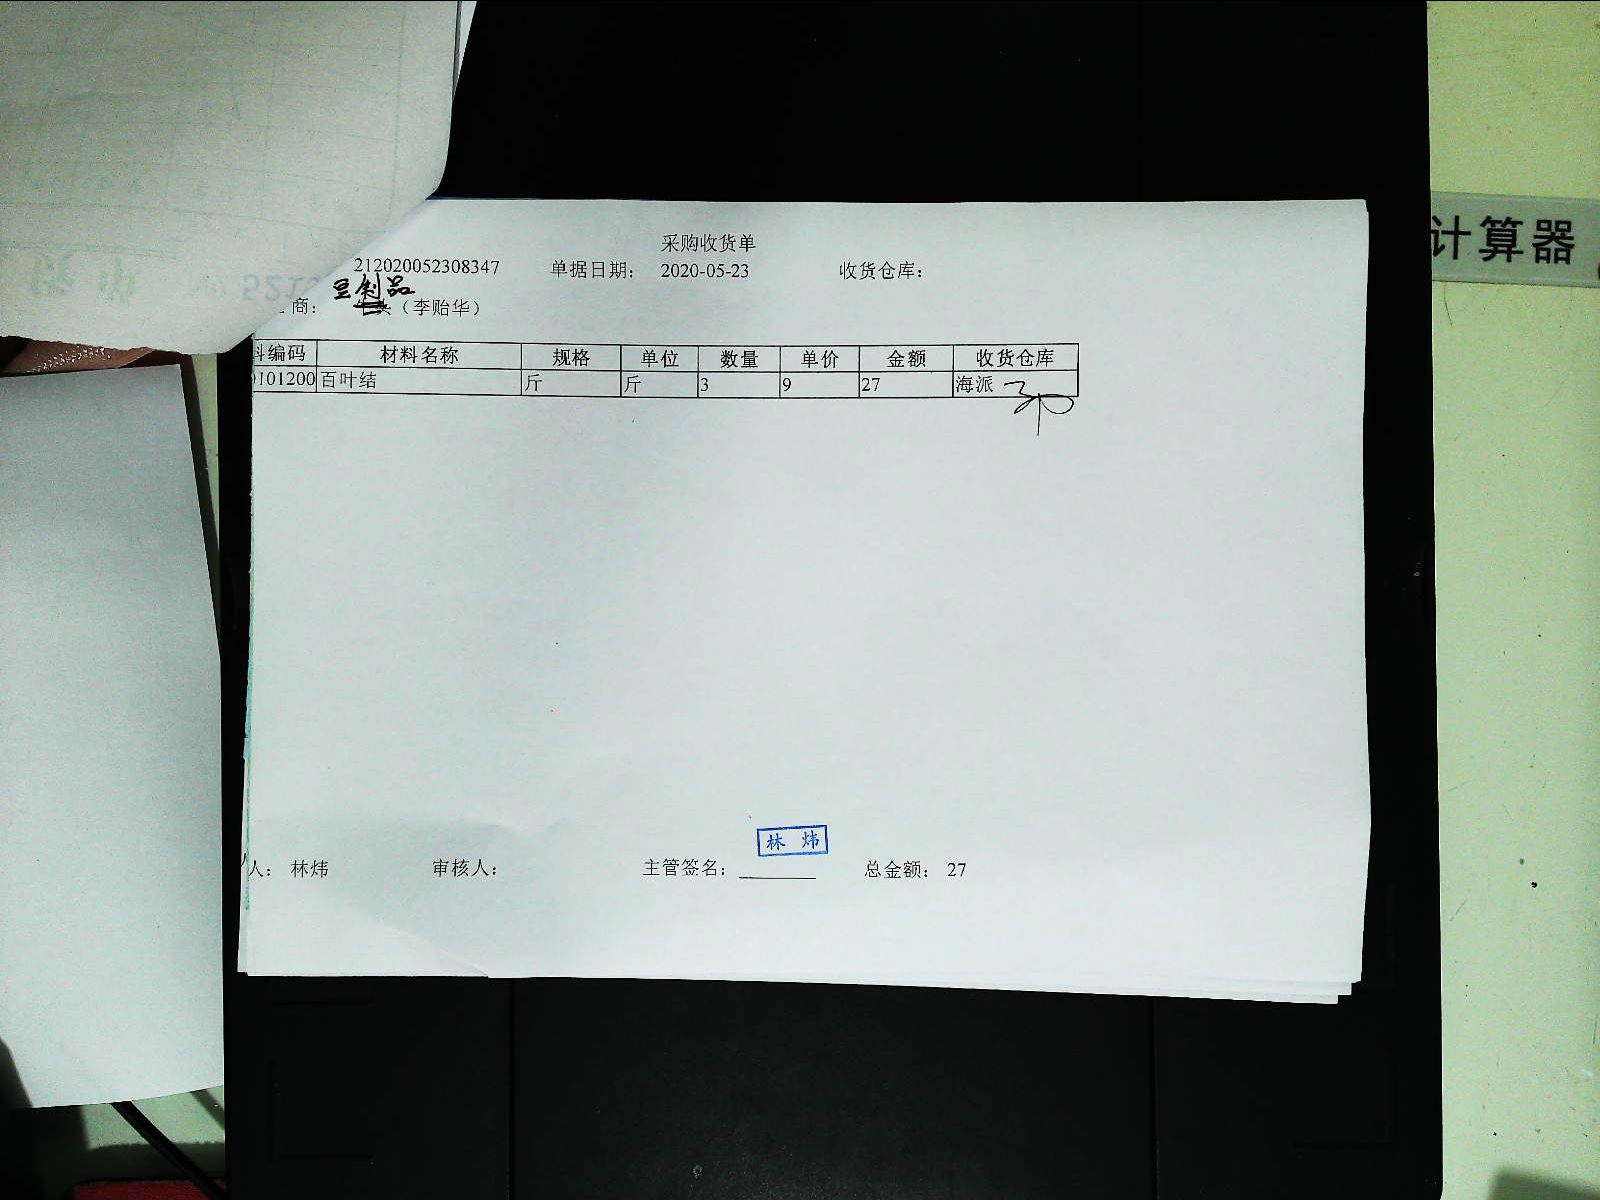 采购收货单
212020052308347 单据日期: 2020-05-23 收货仓库:
豆制品
商: (李贻华)
料编码 材料名称 规格 单位 数量 单价 金额 收货仓库
0101200 百叶结 斤 斤 3 9 27 海派
林 炜
人: 林炜 审核人: 主管签名: 总金额: 27
计算器